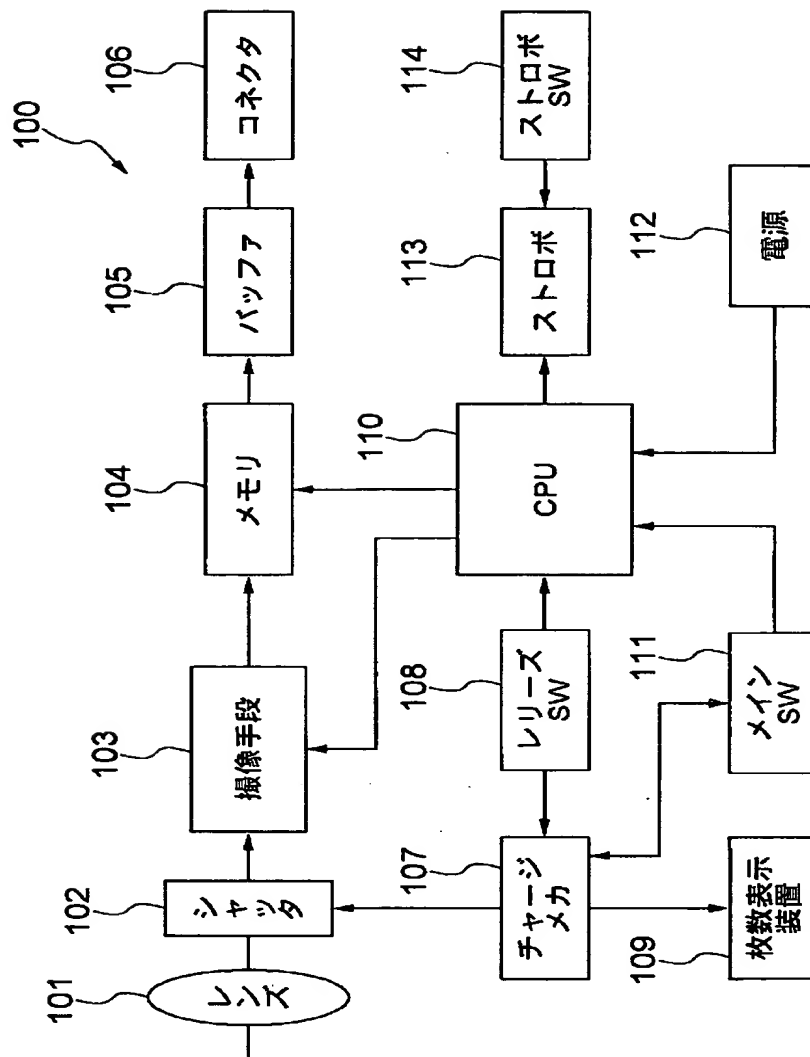 100
101
レンズ
102
シャッタ
103
撮像手段
104
メモリ
105
バッファ
106
コネクタ
107
チャージ
メカ
108
レリーズ
SW
110
CPU
113
ストロボ
114
ストロボ
SW
109
枚数表示
装置
111
メイン
SW
112
電源